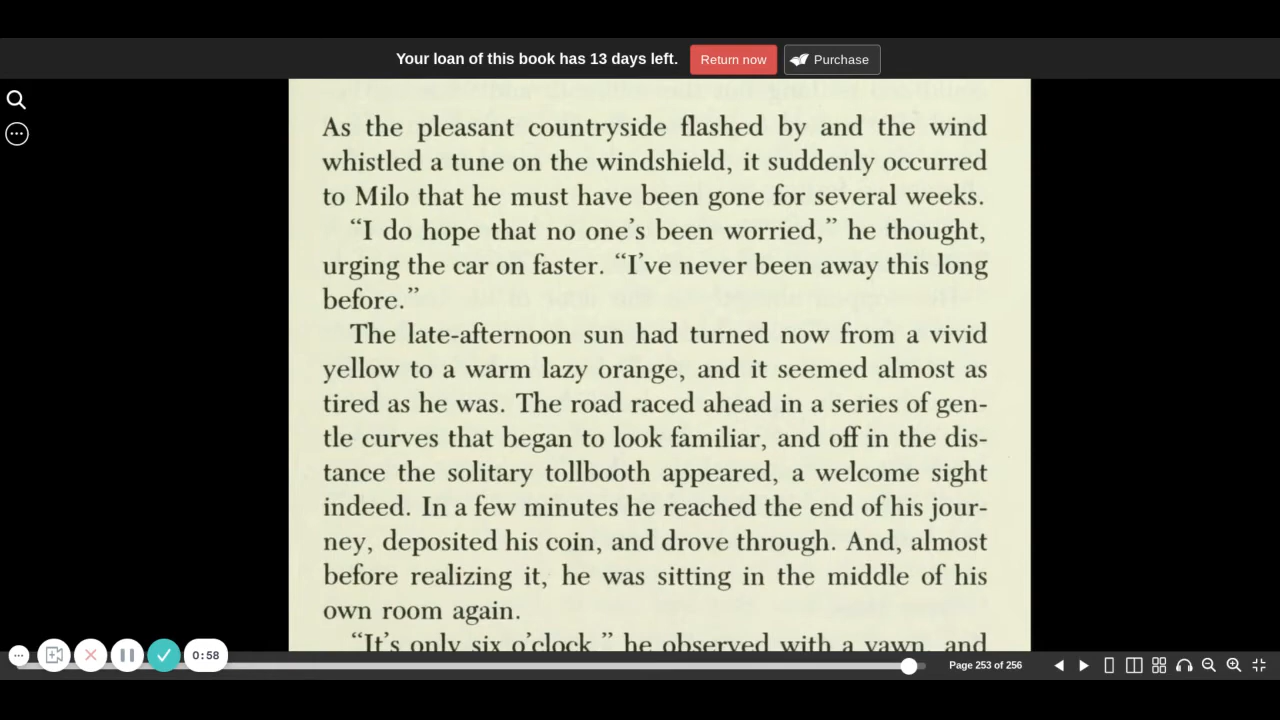 Your loan of this book has 13 days left. Return now Purchase
As the pleasant countryside flashed by and the wind
whistled a tune on the windshield, it suddenly occurred
to Milo that he must have been gone for several weeks.
“I do hope that no one’s been worried,” he thought,
urging the car on faster. “I’ve never been away this long
before.”
The late-afternoon sun had turned now from a vivid
yellow to a warm lazy orange, and it seemed almost as
tired as he was. The road raced ahead in a series of gen-
tle curves that began to look familiar, and off in the dis-
tance the solitary tollbooth appeared, a welcome sight
indeed. In a few minutes he reached the end of his jour-
ney, deposited his coin, and drove through. And, almost
before realizing it, he was sitting in the middle of his
own room again.
“It’s only six o’clock,” he observed with a yawn, and
0:58
Page 253 of 256